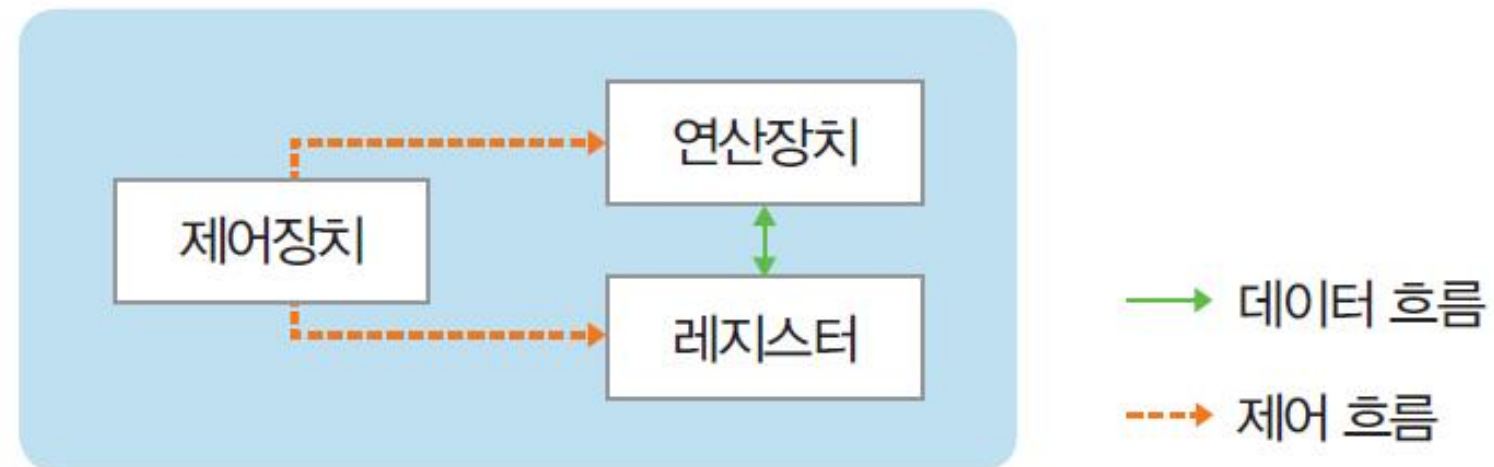 연산장치
제어장치
레지스터
데이터 흐름
제어 흐름